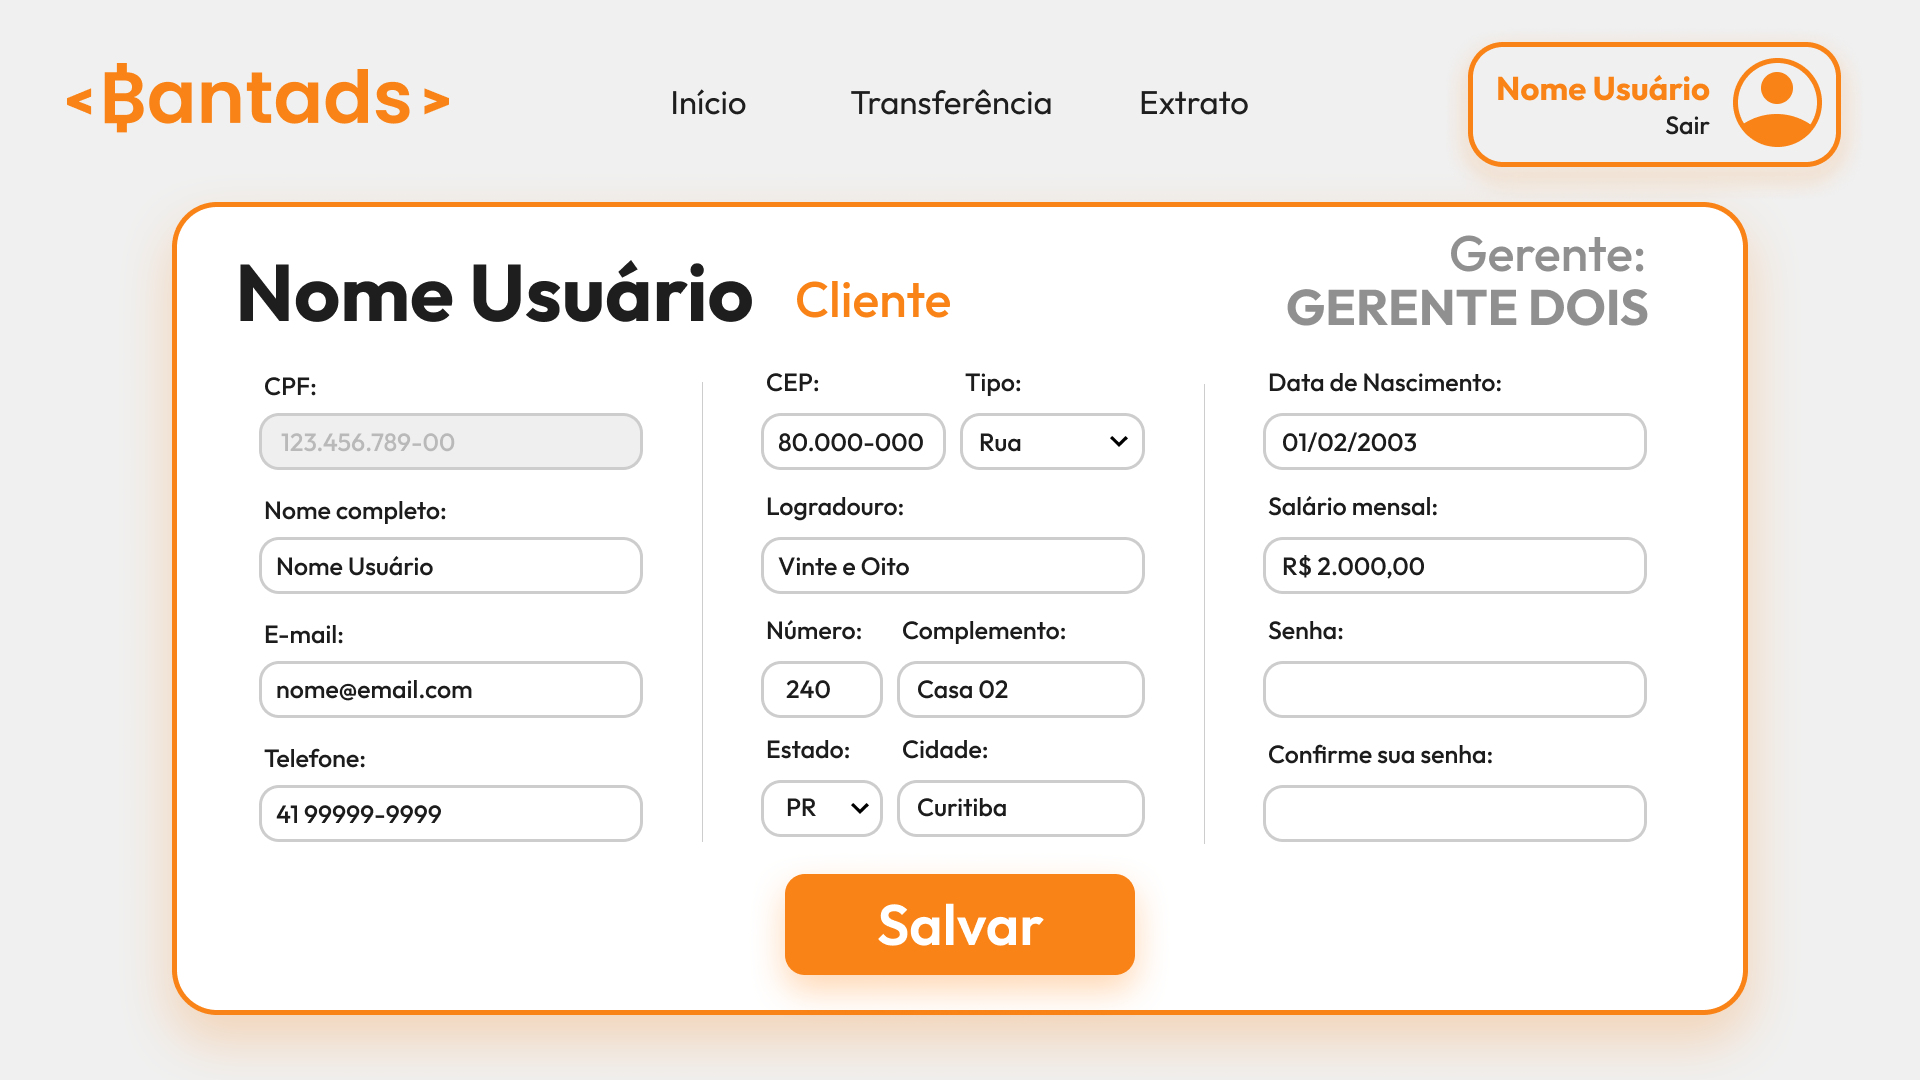 <Bantads>
Início Transferência Extrato
Nome Usuário
Sair
Nome Usuário Cliente
Gerente:
GERENTE DOIS
CPF:
123.456.789-00
Nome completo:
Nome Usuário
E-mail:
nome@email.com
Telefone:
41 99999-9999
CEP: Tipo:
80.000-000 Rua
Logradouro:
Vinte e Oito
Número: Complemento:
240 Casa 02
Estado: Cidade:
PR Curitiba
Data de Nascimento:
01/02/2003
Salário mensal:
R$ 2.000,00
Senha:
Confirme sua senha:
Salvar